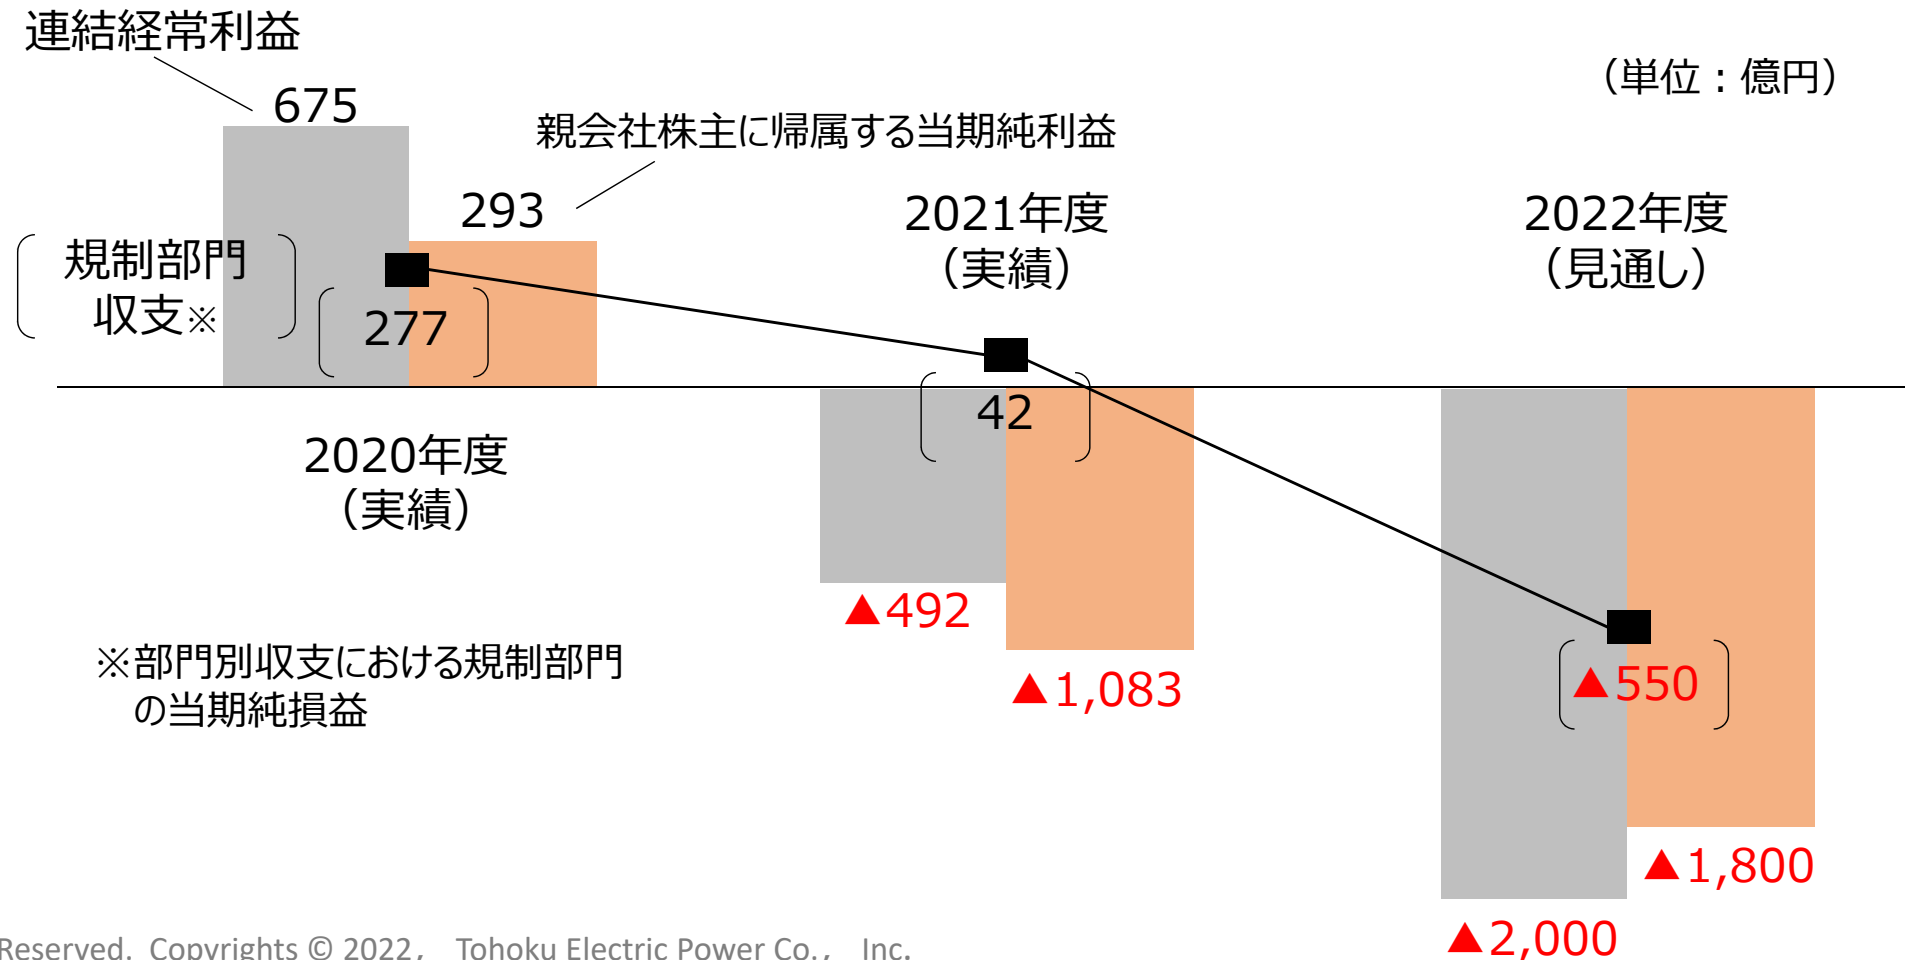 連結経常利益
(単位：億円)
675
親会社株主に帰属する当期純利益
293
規制部門
収支※
277
2020年度
(実績)
2021年度
(実績)
42
▲492
▲1,083
2022年度
(見通し)
▲550
▲1,800
▲2,000
※部門別収支における規制部門
の当期純損益
Reserved. Copyrights © 2022, Tohoku Electric Power Co., Inc.